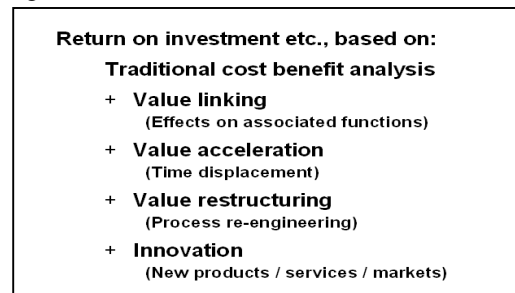 Return on investment etc., based on:
Traditional cost benefit analysis
+ Value linking
(Effects on associated functions)
+ Value acceleration
(Time displacement)
+ Value restructuring
(Process re-engineering)
+ Innovation
(New products / services / markets)